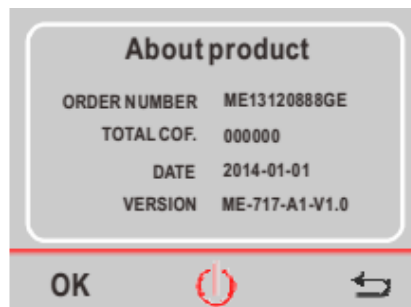 About product
ORDER NUMBER ME13120888GE
TOTAL COF. 000000
DATE 2014-01-01
VERSION ME-717-A1-V1.0
OK